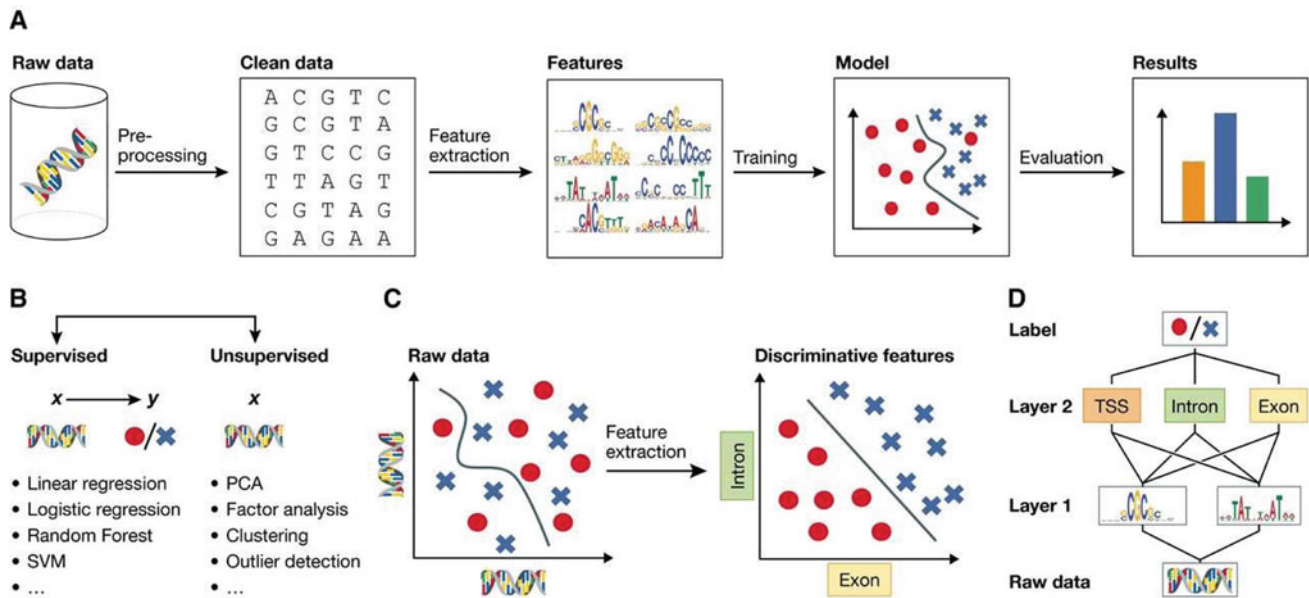 A
Raw data
Pre-
processing
Clean data
A C G T C
G C G T A
G T C C G
T T A G T
C G T A G
G A G A A
Feature
extraction
Features
Training
Model
Evaluation
Results
B
Supervised
Unsupervised
x
y
x
/
• Linear regression
• Logistic regression
• Random Forest
• SVM
• ...
• PCA
• Factor analysis
• Clustering
• Outlier detection
• ...
C
Raw data
Feature
extraction
Discriminative features
Intron
Exon
D
Label
/
Layer 2
TSS
Intron
Exon
Layer 1
Raw data